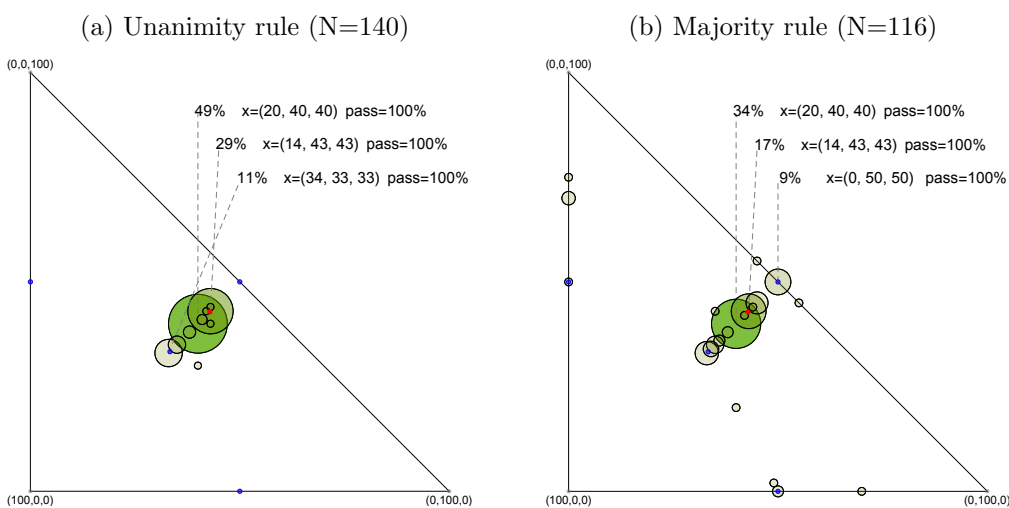 (a) Unanimity rule (N=140)
(0,0,100)
49% x=(20, 40, 40) pass=100%
29% x=(14, 43, 43) pass=100%
11% x=(34, 33, 33) pass=100%
(100,0,0)
(0,100,0)
(b) Majority rule (N=116)
(0,0,100)
34% x=(20, 40, 40) pass=100%
17% x=(14, 43, 43) pass=100%
9% x=(0, 50, 50) pass=100%
(100,0,0)
(0,100,0)